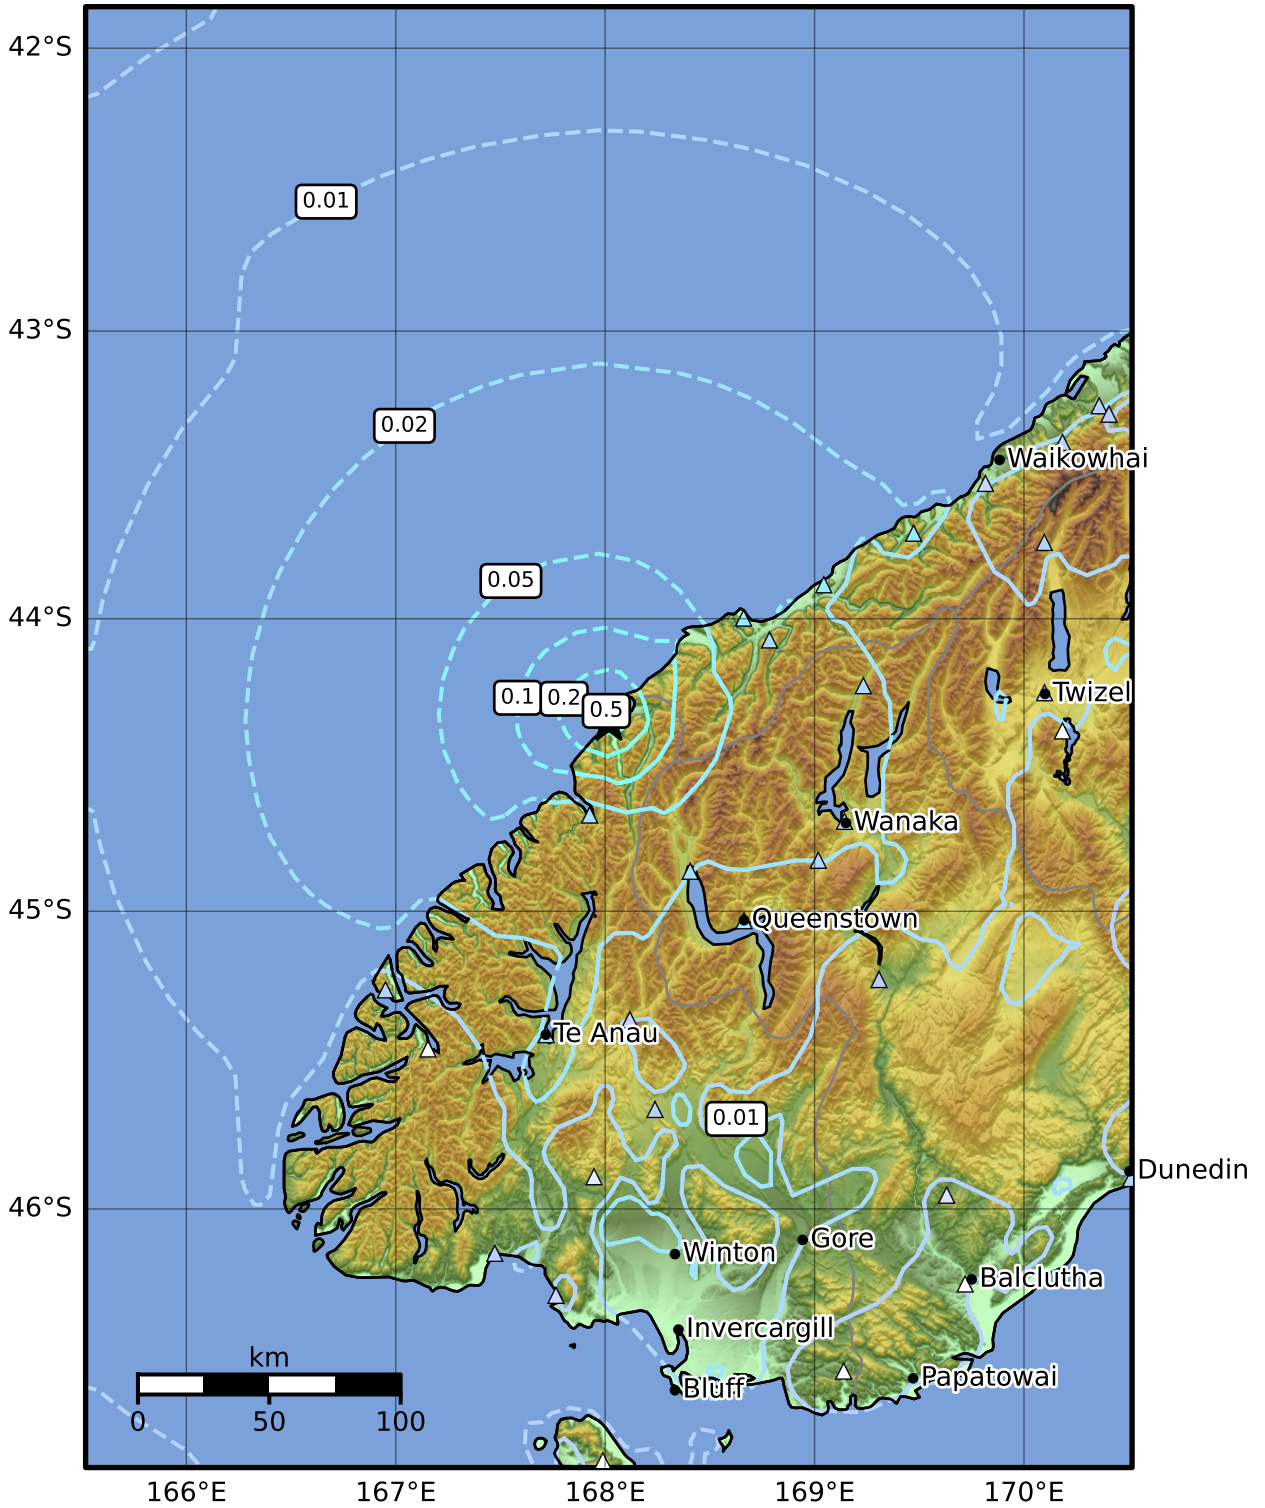 42°S
0.01
43°S
0.02
Waikowhai
0.05
44°S
0.1
0.2
0.5
Twizel
Wanaka
45°S
Queenstown
Te Anau
0.01
Dunedin
46°S
Winton
Gore
Balclutha
Invercargill
km
Papatowai
Bluff
0
50
100
166°E
167°E
168°E
169°E
170°E